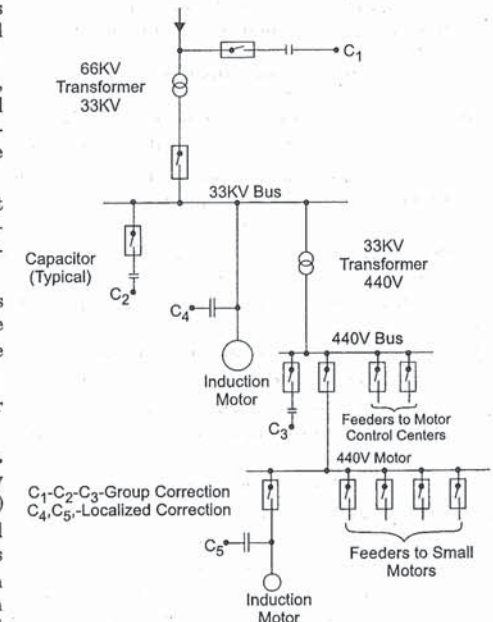 C1
66KV
Transformer
33KV
33KV Bus
Capacitor
(Typical)
C2
C4
Induction
Motor
33KV
Transformer
440V
440V Bus
C3
Feeders to Motor
Control Centers
440V Motor
C1-C2-C3-Group Correction
C4,C5,-Localized Correction
C5
Induction
Motor
Feeders to Small
Motors